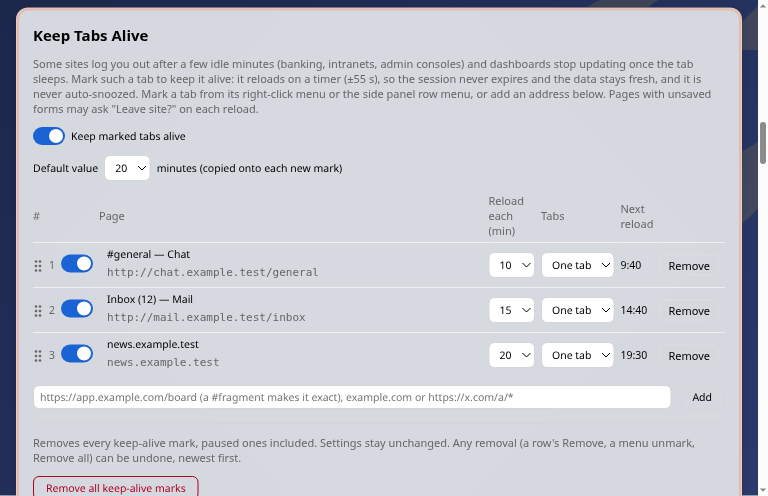 Keep Tabs Alive
Some sites log you out after a few idle minutes (banking, intranets, admin consoles) and dashboards stop updating once the tab
sleeps. Mark such a tab to keep it alive: it reloads on a timer (±55 s), so the session never expires and the data stays fresh, and it is
never auto-snoozed. Mark a tab from its right-click menu or the side panel row menu, or add an address below. Pages with unsaved
forms may ask "Leave site?" on each reload.
Keep marked tabs alive
Default value 20 minutes (copied onto each new mark)
# Page Reload each (min) Tabs Next reload
1 #general — Chat 10 One tab 9:40 Remove
http://chat.example.test/general
2 Inbox (12) — Mail 15 One tab 14:40 Remove
http://mail.example.test/inbox
3 news.example.test 20 One tab 19:30 Remove
news.example.test
https://app.example.com/board (a #fragment makes it exact), example.com or https://x.com/a/* Add
Removes every keep-alive mark, paused ones included. Settings stay unchanged. Any removal (a row's Remove, a menu unmark,
Remove all) can be undone, newest first.
Remove all keep-alive marks